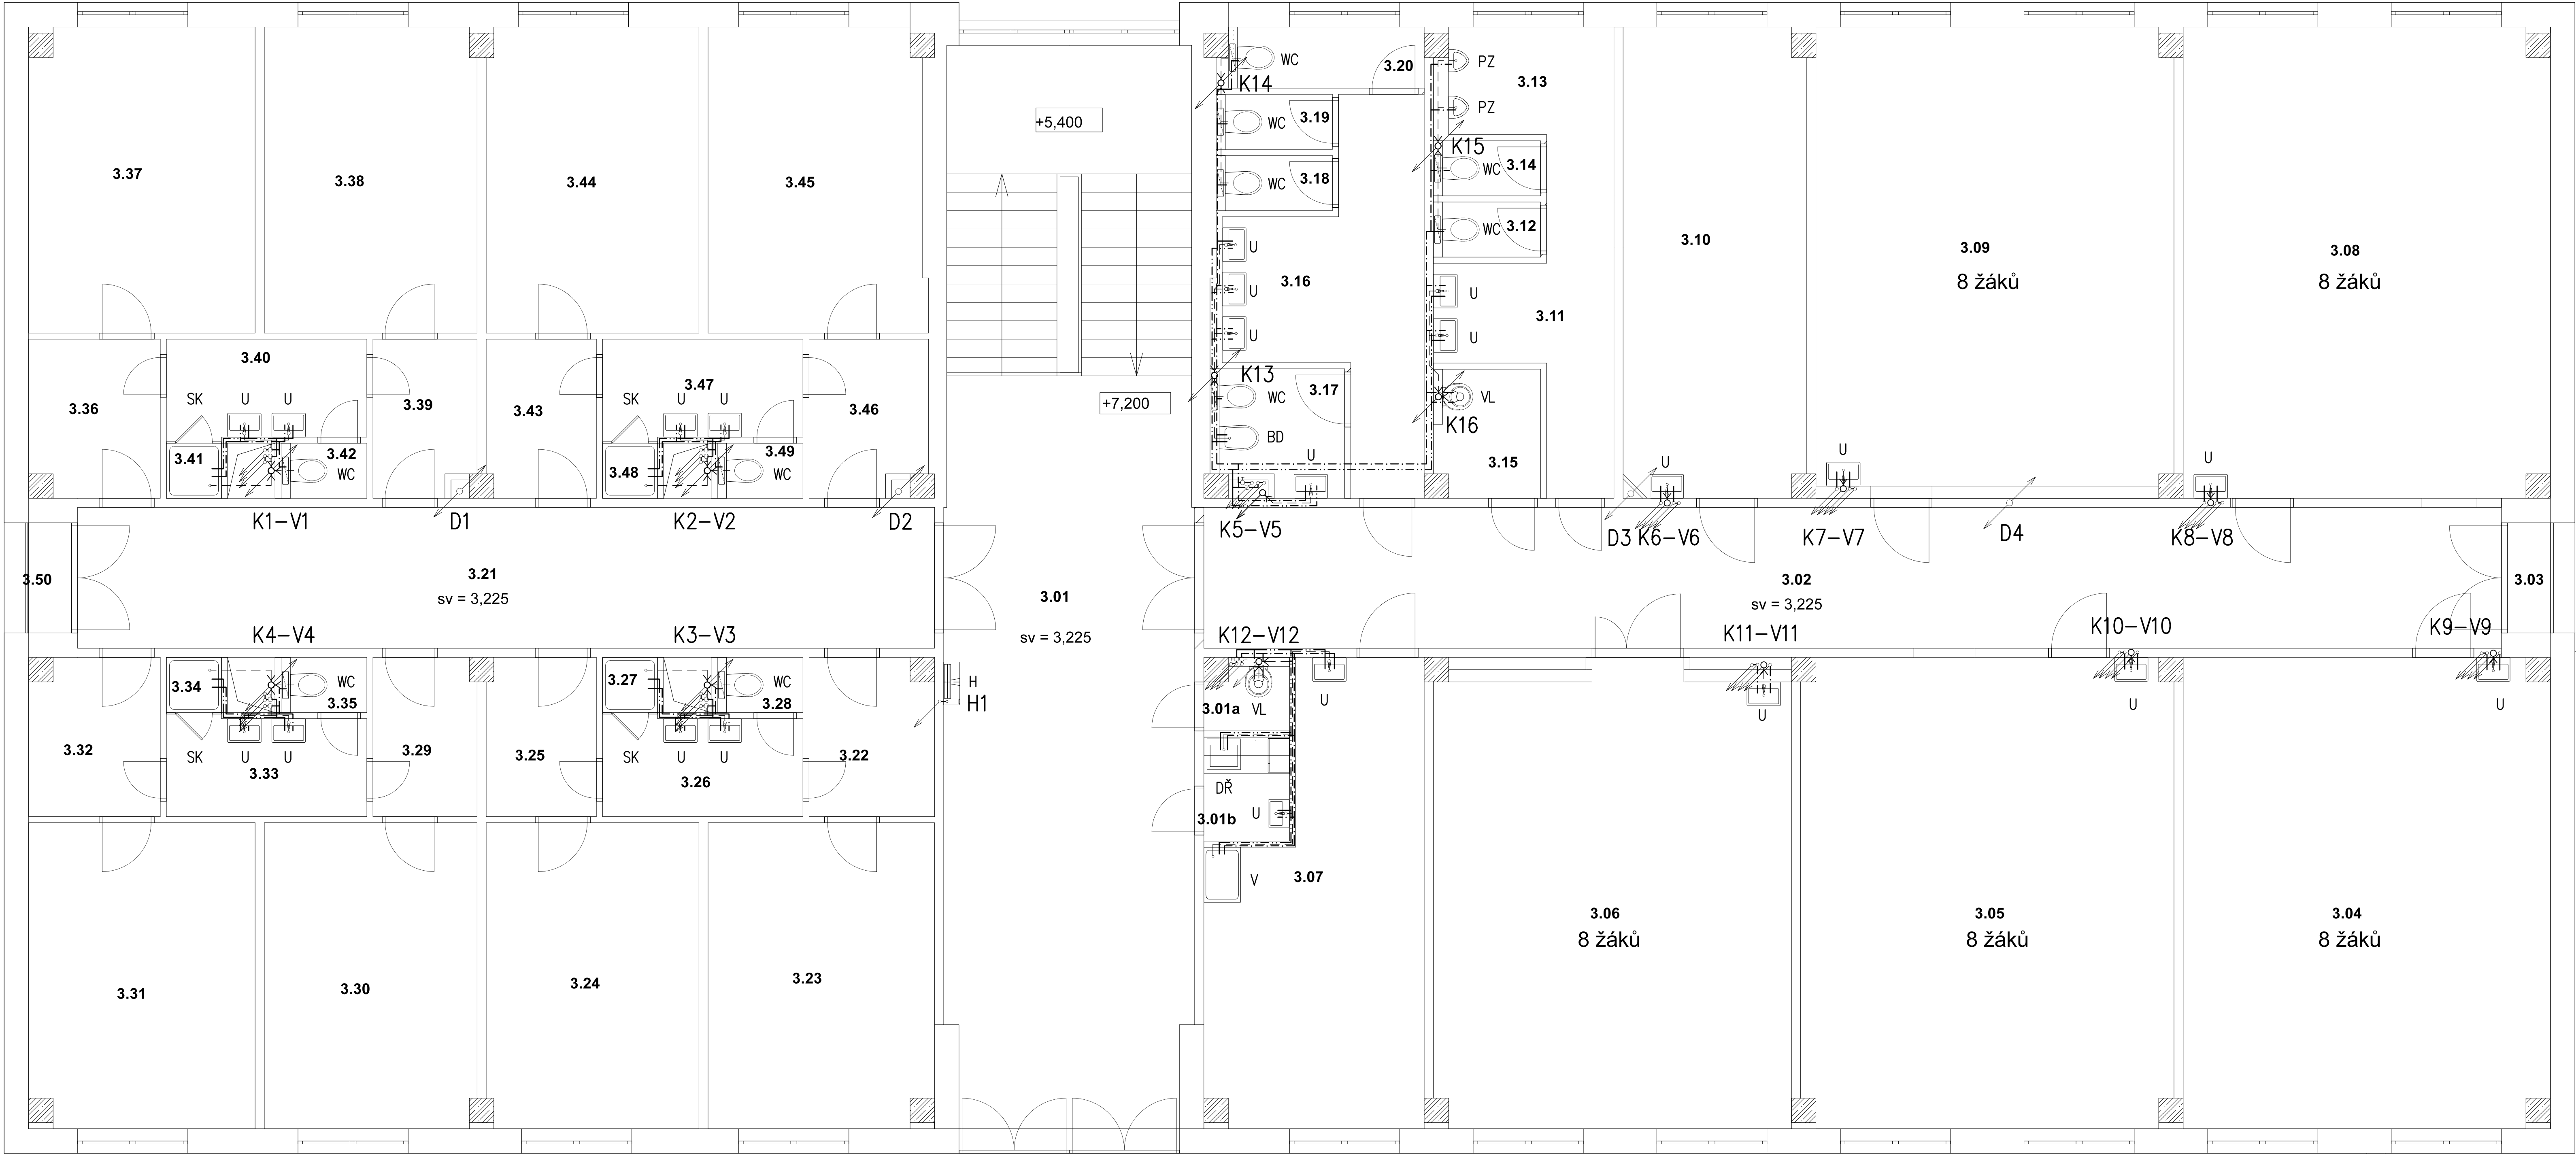 WC
3.20
PZ
3.13
K14
PZ
3.19
WC
+5,400
K15
3.14
WC
3.37
3.38
3.44
3.45
3.18
WC
3.12
WC
3.10
3.09
8 žáků
3.08
8 žáků
U
3.16
U
U
U
3.11
U
3.40
3.47
K13
3.17
WC
SK
U
U
SK
U
U
+7,200
VL
3.36
3.39
3.43
3.46
K16
BD
3.41
3.42
WC
3.48
3.49
WC
U
3.15
U
U
U
K1-V1
D1
K2-V2
D2
K5-V5
D3
K6-V6
K7-V7
D4
K8-V8
3.50
3.21
sv = 3,225
3.01
sv = 3,225
3.02
sv = 3,225
3.03
K4-V4
K3-V3
K12-V12
K11-V11
K10-V10
K9-V9
3.34
WC
3.35
3.27
WC
3.28
H
H1
3.01a
VL
U
U
U
U
3.32
SK
U
U
3.33
3.29
3.25
SK
U
U
3.26
3.22
DŘ
U
3.01b
V
3.07
3.06
8 žáků
3.05
8 žáků
3.04
8 žáků
3.31
3.30
3.24
3.23